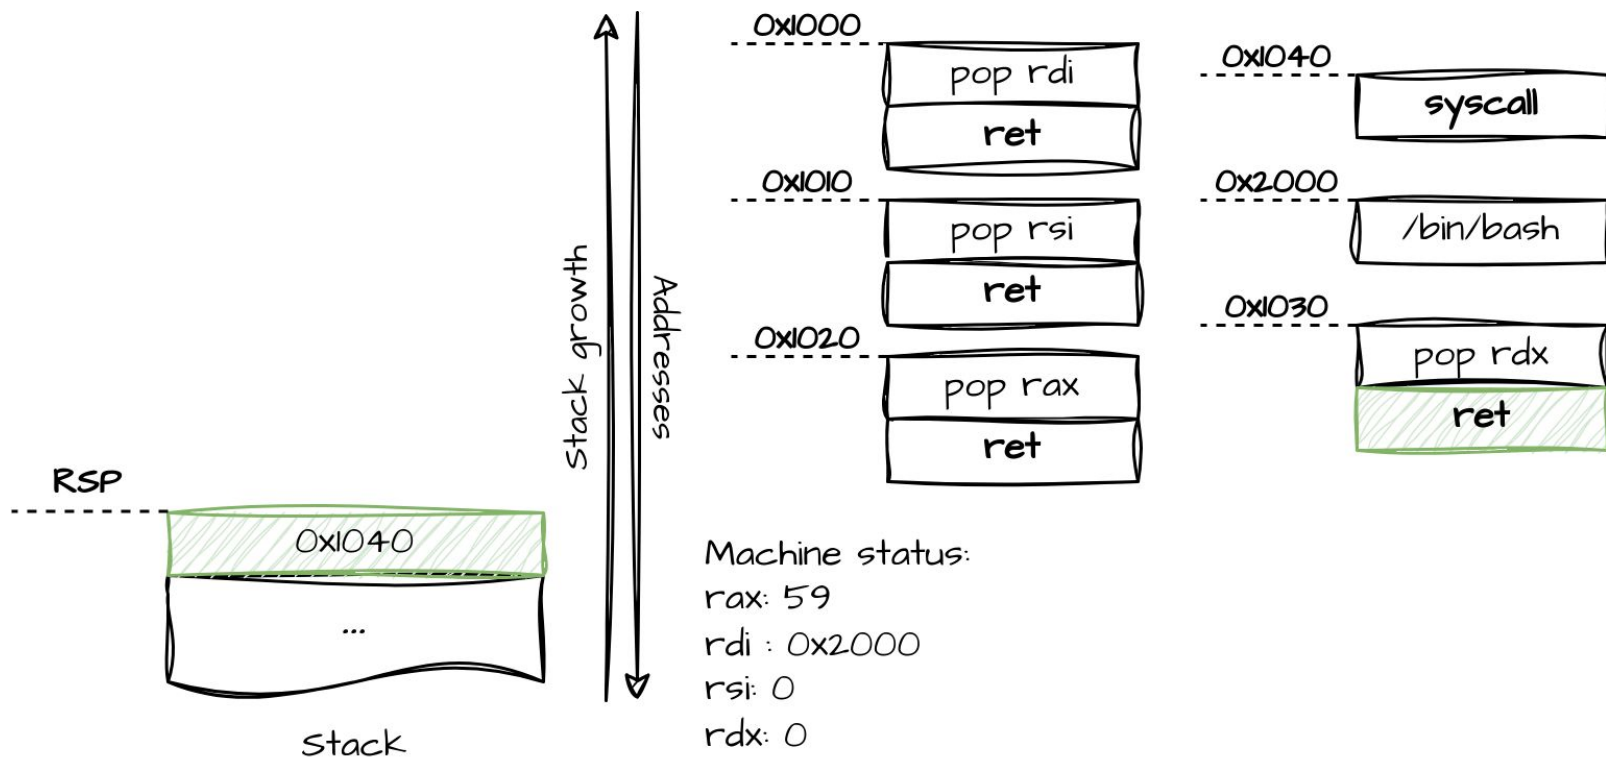 0x1000
pop rdi
ret
0x1010
pop rsi
ret
0x1020
pop rax
ret
0x1040
syscall
0x2000
/bin/bash
0x1030
pop rdx
ret
Stack growth
Addresses
RSP
0x1040
...
Stack
Machine status:
rax: 59
rdi : 0x2000
rsi: 0
rdx: 0